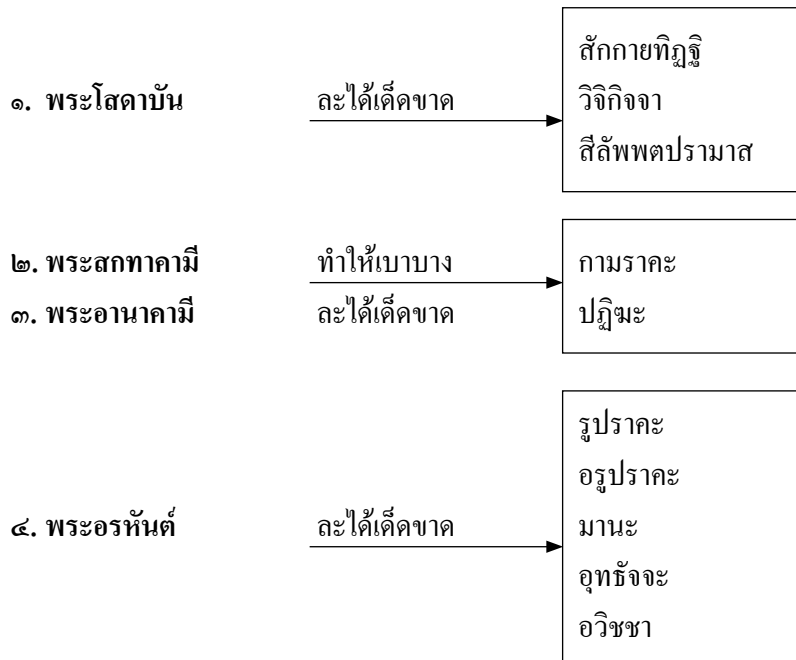 สักกายทิฏฐิ
๑. พระโสดาบัน ละได้เด็ดขาด วิจิกิจจา
สีลัพพตปรามาส
๒. พระสกทาคามี ทำให้เบาบาง กามราคะ
๓. พระอานาคามี ละได้เด็ดขาด ปฏิฆะ
รูปราคะ
อรูปราคะ
๔. พระอรหันต์ ละได้เด็ดขาด มานะ
อุทธัจจะ
อวิชชา